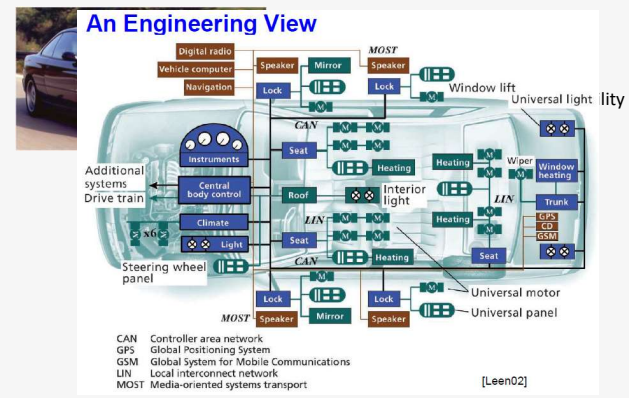 An Engineering View
Digital radio
Vehicle computer
Navigation
Speaker
Mirror
Lock
M
MOST
Speaker
Lock
M
Window lift
Universal light
ility
CAN
M M
M M
Instruments
Seat
Heating
Heating
M
M
Wiper
M
Window
heating
Additional
systems
Drive train
Central
body control
Roof
Interior
light
LIN
Trunk
Climate
M x6 M
Light
LIN
M M
M M
Seat
Heating
M
M
GPS
CD
GSM
CAN
Heating
Seat
Steering wheel
panel
M
Lock
Mirror
MOST
Speaker
Lock
M
Speaker
Universal motor
Universal panel
CAN Controller area network
GPS Global Positioning System
GSM Global System for Mobile Communications
LIN Local interconnect network
MOST Media-oriented systems transport
[Leen02]